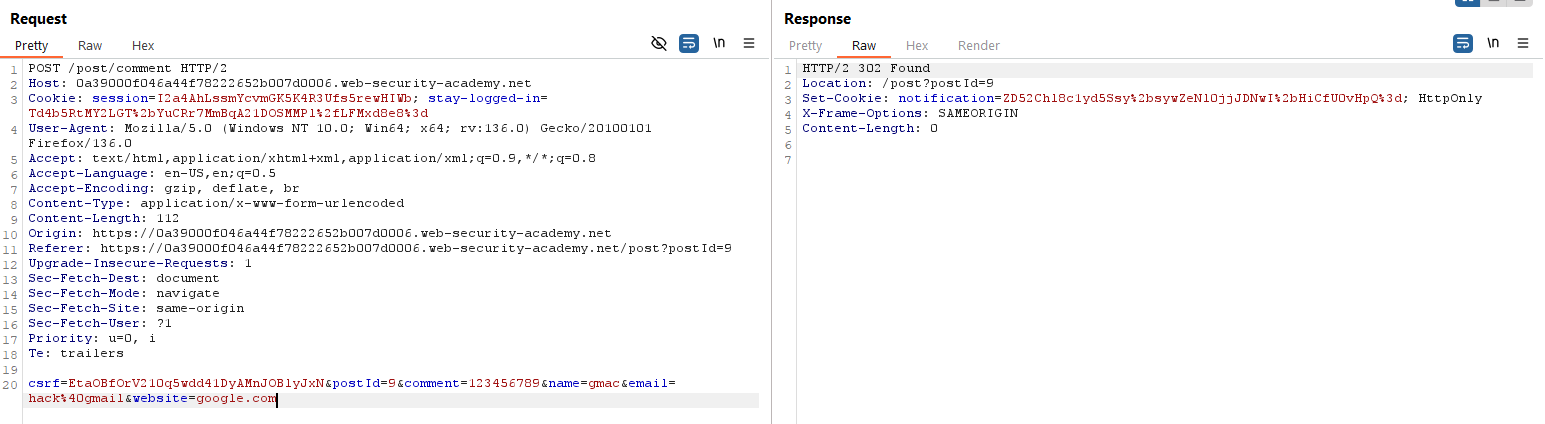 Request
Pretty Raw Hex
\n
1 POST /post/comment HTTP/2
2 Host: 0a39000f046a44f78222652b007d0006.web-security-academy.net
3 Cookie: session=I2a4AhLssmYcvmGK5K4R3Ufs5rewHIWb; stay-logged-in=
Td4b5RtMY2LGT%2bYuCRr7MmBqA21DOSMMPl%2fLFMxd8e8%3d
4 User-Agent: Mozilla/5.0 (Windows NT 10.0; Win64; x64; rv:136.0) Gecko/20100101
Firefox/136.0
5 Accept: text/html,application/xhtml+xml,application/xml;q=0.9,*/*;q=0.8
6 Accept-Language: en-US,en;q=0.5
7 Accept-Encoding: gzip, deflate, br
8 Content-Type: application/x-www-form-urlencoded
9 Content-Length: 112
10 Origin: https://0a39000f046a44f78222652b007d0006.web-security-academy.net
11 Referer: https://0a39000f046a44f78222652b007d0006.web-security-academy.net/post?postId=9
12 Upgrade-Insecure-Requests: 1
13 Sec-Fetch-Dest: document
14 Sec-Fetch-Mode: navigate
15 Sec-Fetch-Site: same-origin
16 Sec-Fetch-User: ?1
17 Priority: u=0, i
18 Te: trailers
19
20 csrf=EtaOBfOrV210q5wdd41DyAMnJOBlyJxN&postId=9&comment=123456789&name=gmac&email=
hack%40gmail&website=google.com
Response
Pretty Raw Hex Render
\n
1 HTTP/2 302 Found
2 Location: /post?postId=9
3 Set-Cookie: notification=ZD52Chl8c1yd5Ssy%2bsywZeNl0jjJDNwI%2bHiCfU0vHpQ%3d; HttpOnly
4 X-Frame-Options: SAMEORIGIN
5 Content-Length: 0
6
7